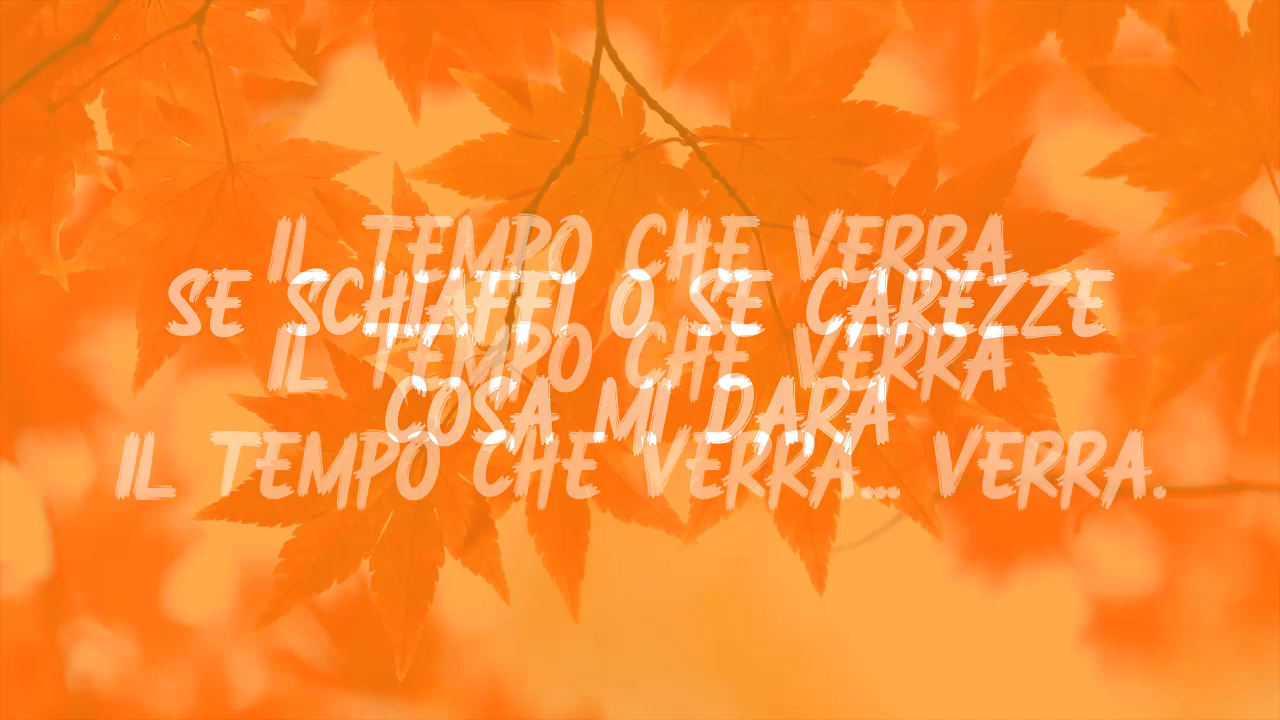 IL TEMPO CHE VERRA
SE SCHIAFFI O SE CAREZZE
IL TEMPO CHE VERRA
COSA MI DARA
IL TEMPO CHE VERRA... VERRA.